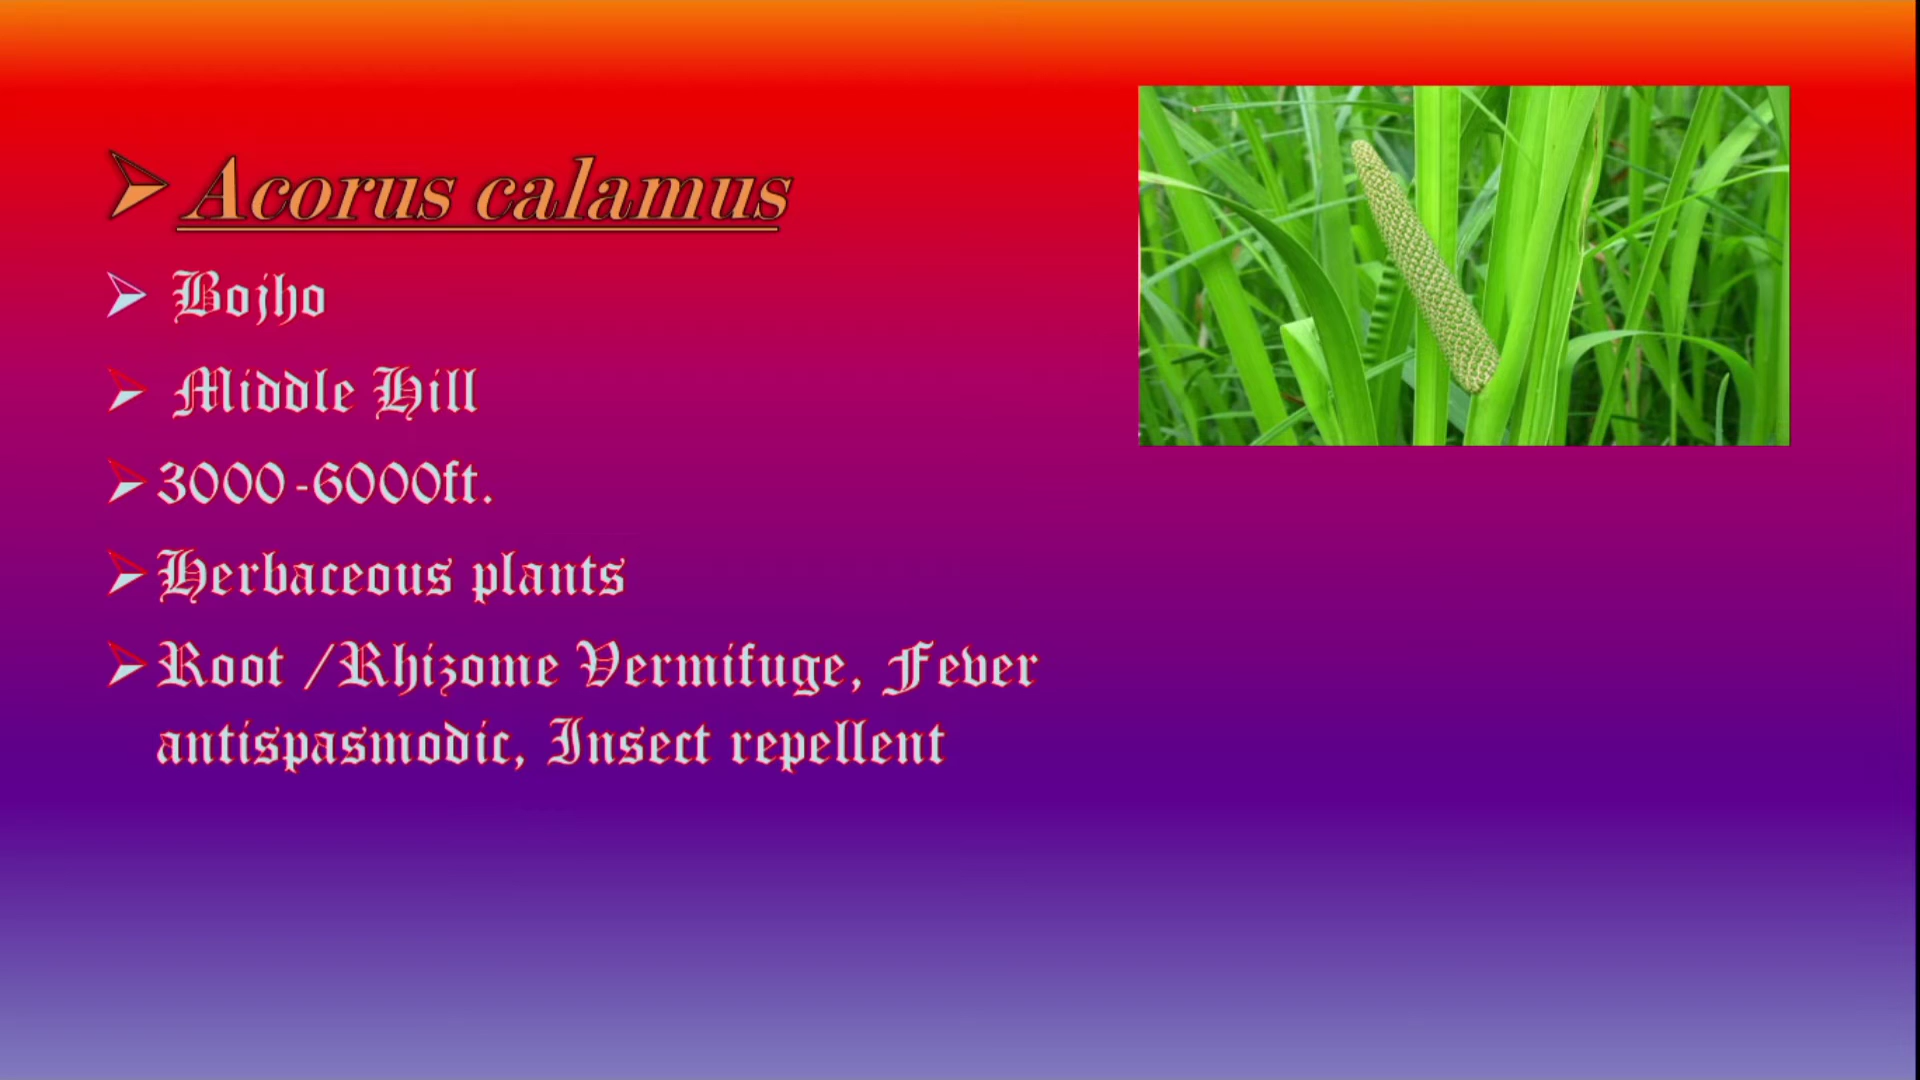 Acorus calamus
Bojho
Middle Hill
3000-6000ft.
Herbaceous plants
Root /Rhizome Vermifuge, Fever
antispasmodic, Insect repellent